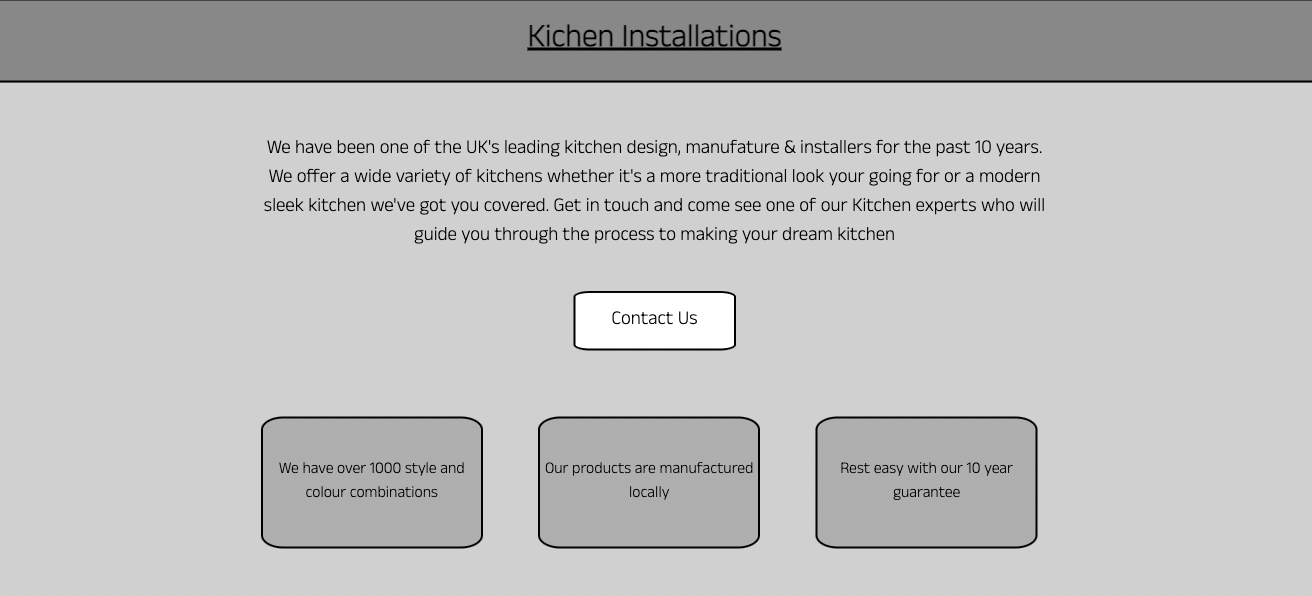 Kichen Installations
We have been one of the UK's leading kitchen design, manufature & installers for the past 10 years.
We offer a wide variety of kitchens whether it's a more traditional look your going for or a modern
sleek kitchen we've got you covered. Get in touch and come see one of our Kitchen experts who will
guide you through the process to making your dream kitchen
Contact Us
We have over 1000 style and
colour combinations
Our products are manufactured
locally
Rest easy with our 10 year
guarantee